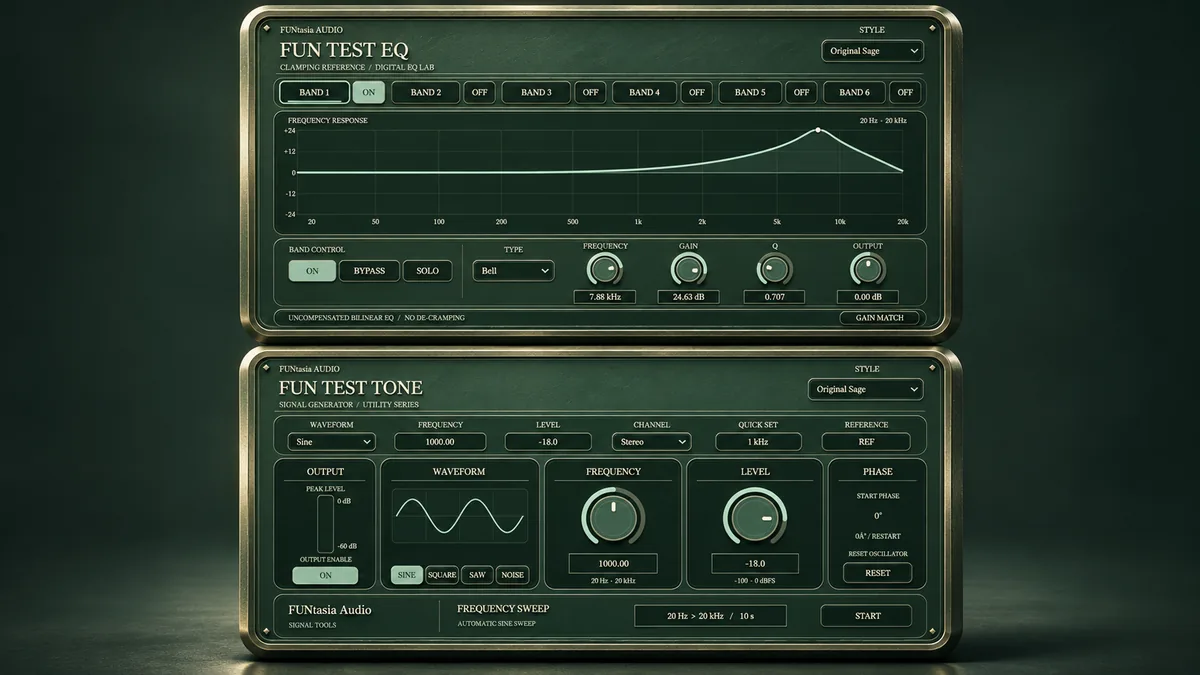 FUNtasia AUDIO
FUN TEST EQ
CLAMPING REFERENCE / DIGITAL EQ LAB
STYLE
Original Sage
BAND 1 ON BAND 2 OFF BAND 3 OFF BAND 4 OFF BAND 5 OFF BAND 6 OFF
FREQUENCY RESPONSE 20 Hz - 20 kHz
+24
+12
0
-12
-24
20 50 100 200 500 1k 2k 5k 10k 20k
BAND CONTROL TYPE FREQUENCY GAIN Q OUTPUT
ON BYPASS SOLO Bell
7.88 kHz 24.63 dB 0.707 0.00 dB
UNCOMPENSATED BILINEAR EQ / NO DE-CRAMPING GAIN MATCH
FUNtasia AUDIO
FUN TEST TONE
SIGNAL GENERATOR / UTILITY SERIES
STYLE
Original Sage
WAVEFORM FREQUENCY LEVEL CHANNEL QUICK SET REFERENCE
Sine 1000.00 -18.0 Stereo 1 kHz REF
OUTPUT
PEAK LEVEL
0 dB
-60 dB
OUTPUT ENABLE
ON
WAVEFORM
SINE SQUARE SAW NOISE
FREQUENCY
1000.00
20 Hz - 20 kHz
LEVEL
-18.0
-100 - 0 dBFS
PHASE
START PHASE
0°
0Â° / RESTART
RESET OSCILLATOR
RESET
FUNtasia Audio
SIGNAL TOOLS
FREQUENCY SWEEP
AUTOMATIC SINE SWEEP
20 Hz > 20 kHz / 10 s
START